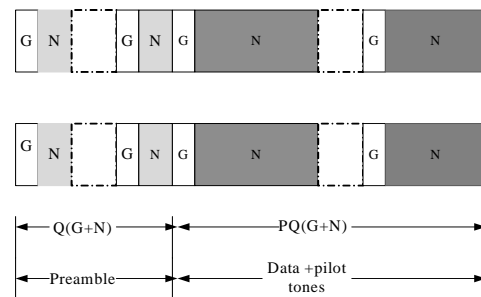 G N G N G N G N
G N G N G N G N
Q(G+N) PQ(G+N)
Preamble Data +pilot
tones